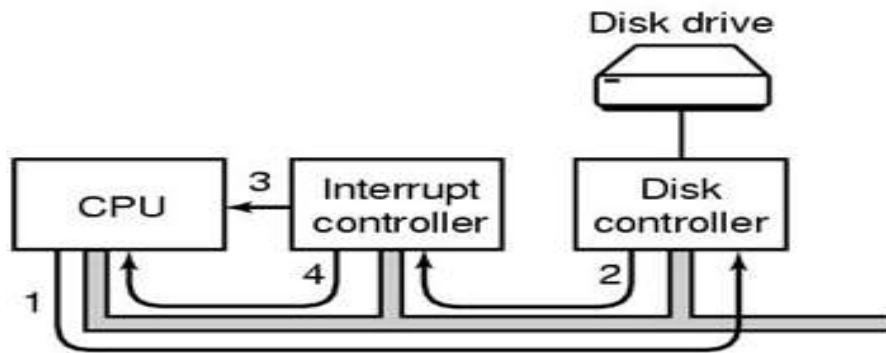 Disk drive
CPU
3
Interrupt
controller
Disk
controller
1
4
2